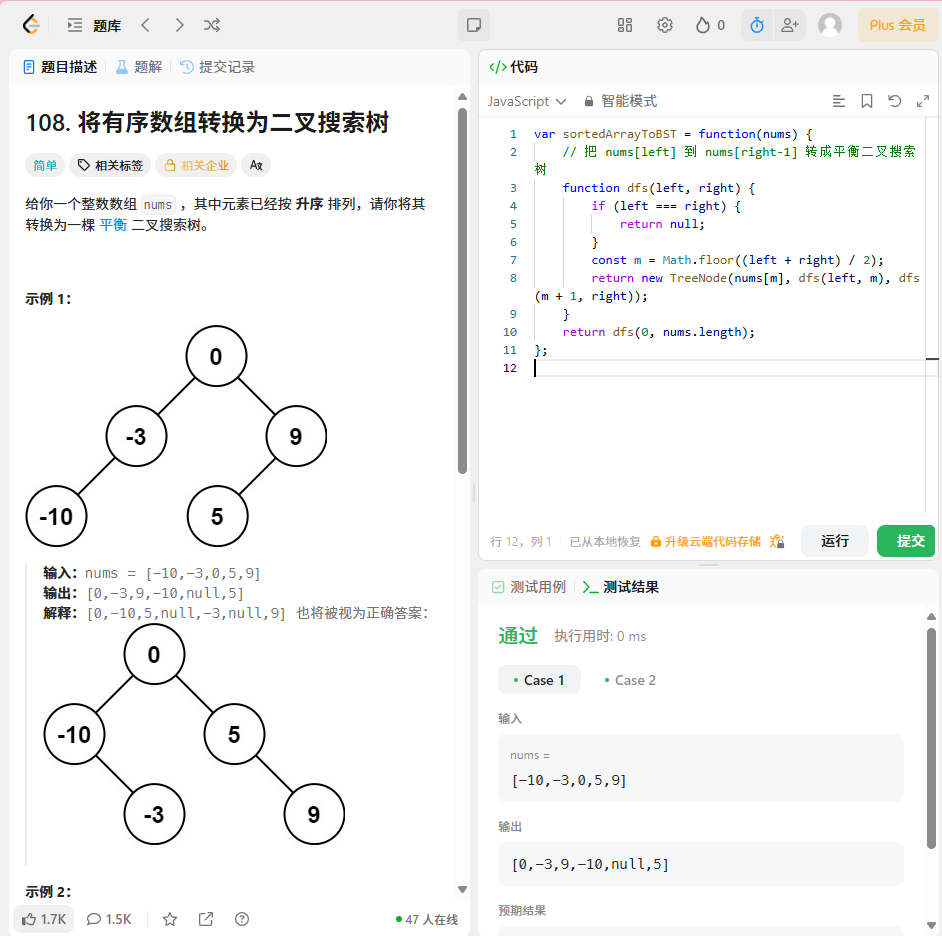 题库
0
Plus 会员
题目描述
题解
提交记录
108. 将有序数组转换为二叉搜索树
简单
相关标签
相关企业
Aa
给你一个整数数组 nums ，其中元素已经按 升序 排列，请你将其
转换为一棵 平衡 二叉搜索树。
示例 1：
0
-3
9
-10
5
输入：nums = [-10,-3,0,5,9]
输出：[0,-3,9,-10,null,5]
解释：[0,-10,5,null,-3,null,9] 也将被视为正确答案：
0
-10
5
-3
9
示例 2：
1.7K
1.5K
47 人在线
</> 代码
JavaScript
智能模式
1 var sortedArrayToBST = function(nums) {
2 // 把 nums[left] 到 nums[right-1] 转成平衡二叉搜索
树
3 function dfs(left, right) {
4 if (left === right) {
5 return null;
6 }
7 const m = Math.floor((left + right) / 2);
8 return new TreeNode(nums[m], dfs(left, m), dfs
(m + 1, right));
9 }
10 return dfs(0, nums.length);
11 };
12
行 12，列 1
已从本地恢复
升级云端代码存储
运行
提交
测试用例
测试结果
通过
执行用时: 0 ms
• Case 1
• Case 2
输入
nums =
[-10,-3,0,5,9]
输出
[0,-3,9,-10,null,5]
预期结果